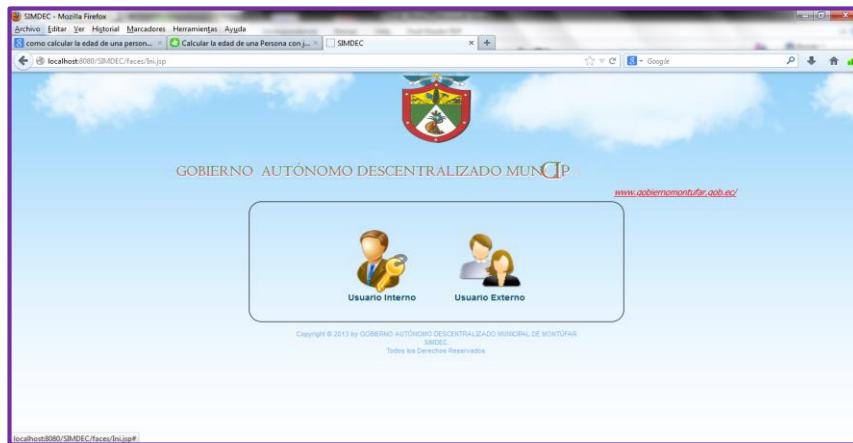 SIMDEC - Mozilla Firefox
Archivo Editar Ver Historial Marcadores Herramientas Ayuda
como calcular la edad de una person... × Calcular la edad de una Persona con j... × SIMDEC × +
localhost:8080/SIMDEC/faces/Ini.jsp Google
GOBIERNO AUTÓNOMO DESCENTRALIZADO MUNCIP
www.gobiernomontufar.gob.ec/
Usuario Interno Usuario Externo
Copyright © 2013 by GOBIERNO AUTÓNOMO DESCENTRALIZADO MUNICIPAL DE MONTÚFAR
SIMDEC
Todos los Derechos Reservados
localhost:8080/SIMDEC/faces/Ini.jsp#